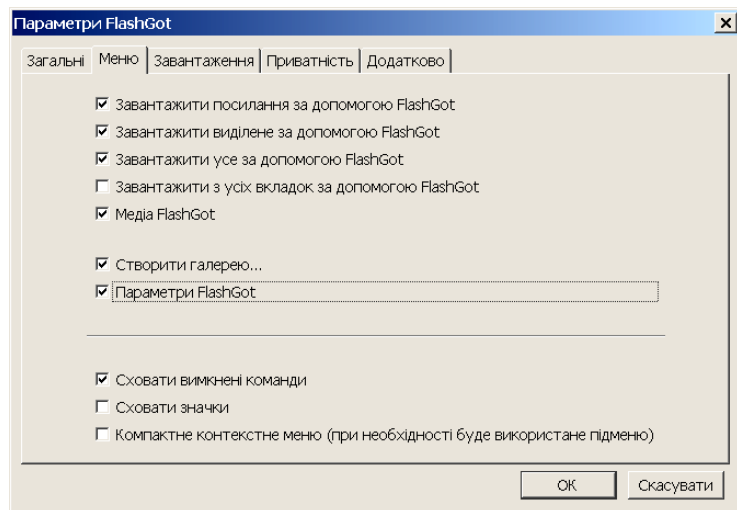 Параметри FlashGot
Загальні Меню Завантаження Приватність Додатково
Завантажити посилання за допомогою FlashGot
Завантажити виділене за допомогою FlashGot
Завантажити усе за допомогою FlashGot
Завантажити з усіх вкладок за допомогою FlashGot
Медіа FlashGot
Створити галерею...
Параметри FlashGot
Сховати вимкнені команди
Сховати значки
Компактне контекстне меню (при необхідності буде використане підменю)
ОК Скасувати